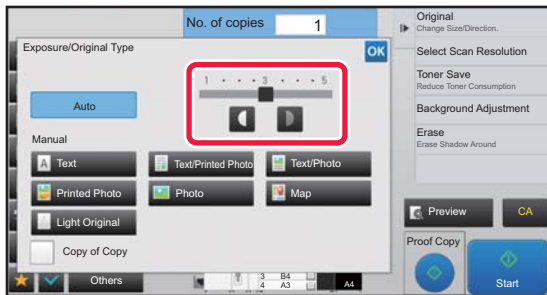 No. of copies 1
Original
Change Size/Direction.
Exposure/Original Type OK
Select Scan Resolution
1 • • • 3 • • • 5
Toner Save
Reduce Toner Consumption
Auto
Background Adjustment
Manual
Erase
Erase Shadow Around
A Text
Text/Printed Photo
Text/Photo
Printed Photo
Photo
Map
Light Original
Preview
CA
Copy of Copy
Proof Copy
Others
3 B4
4 A3
A4
Start